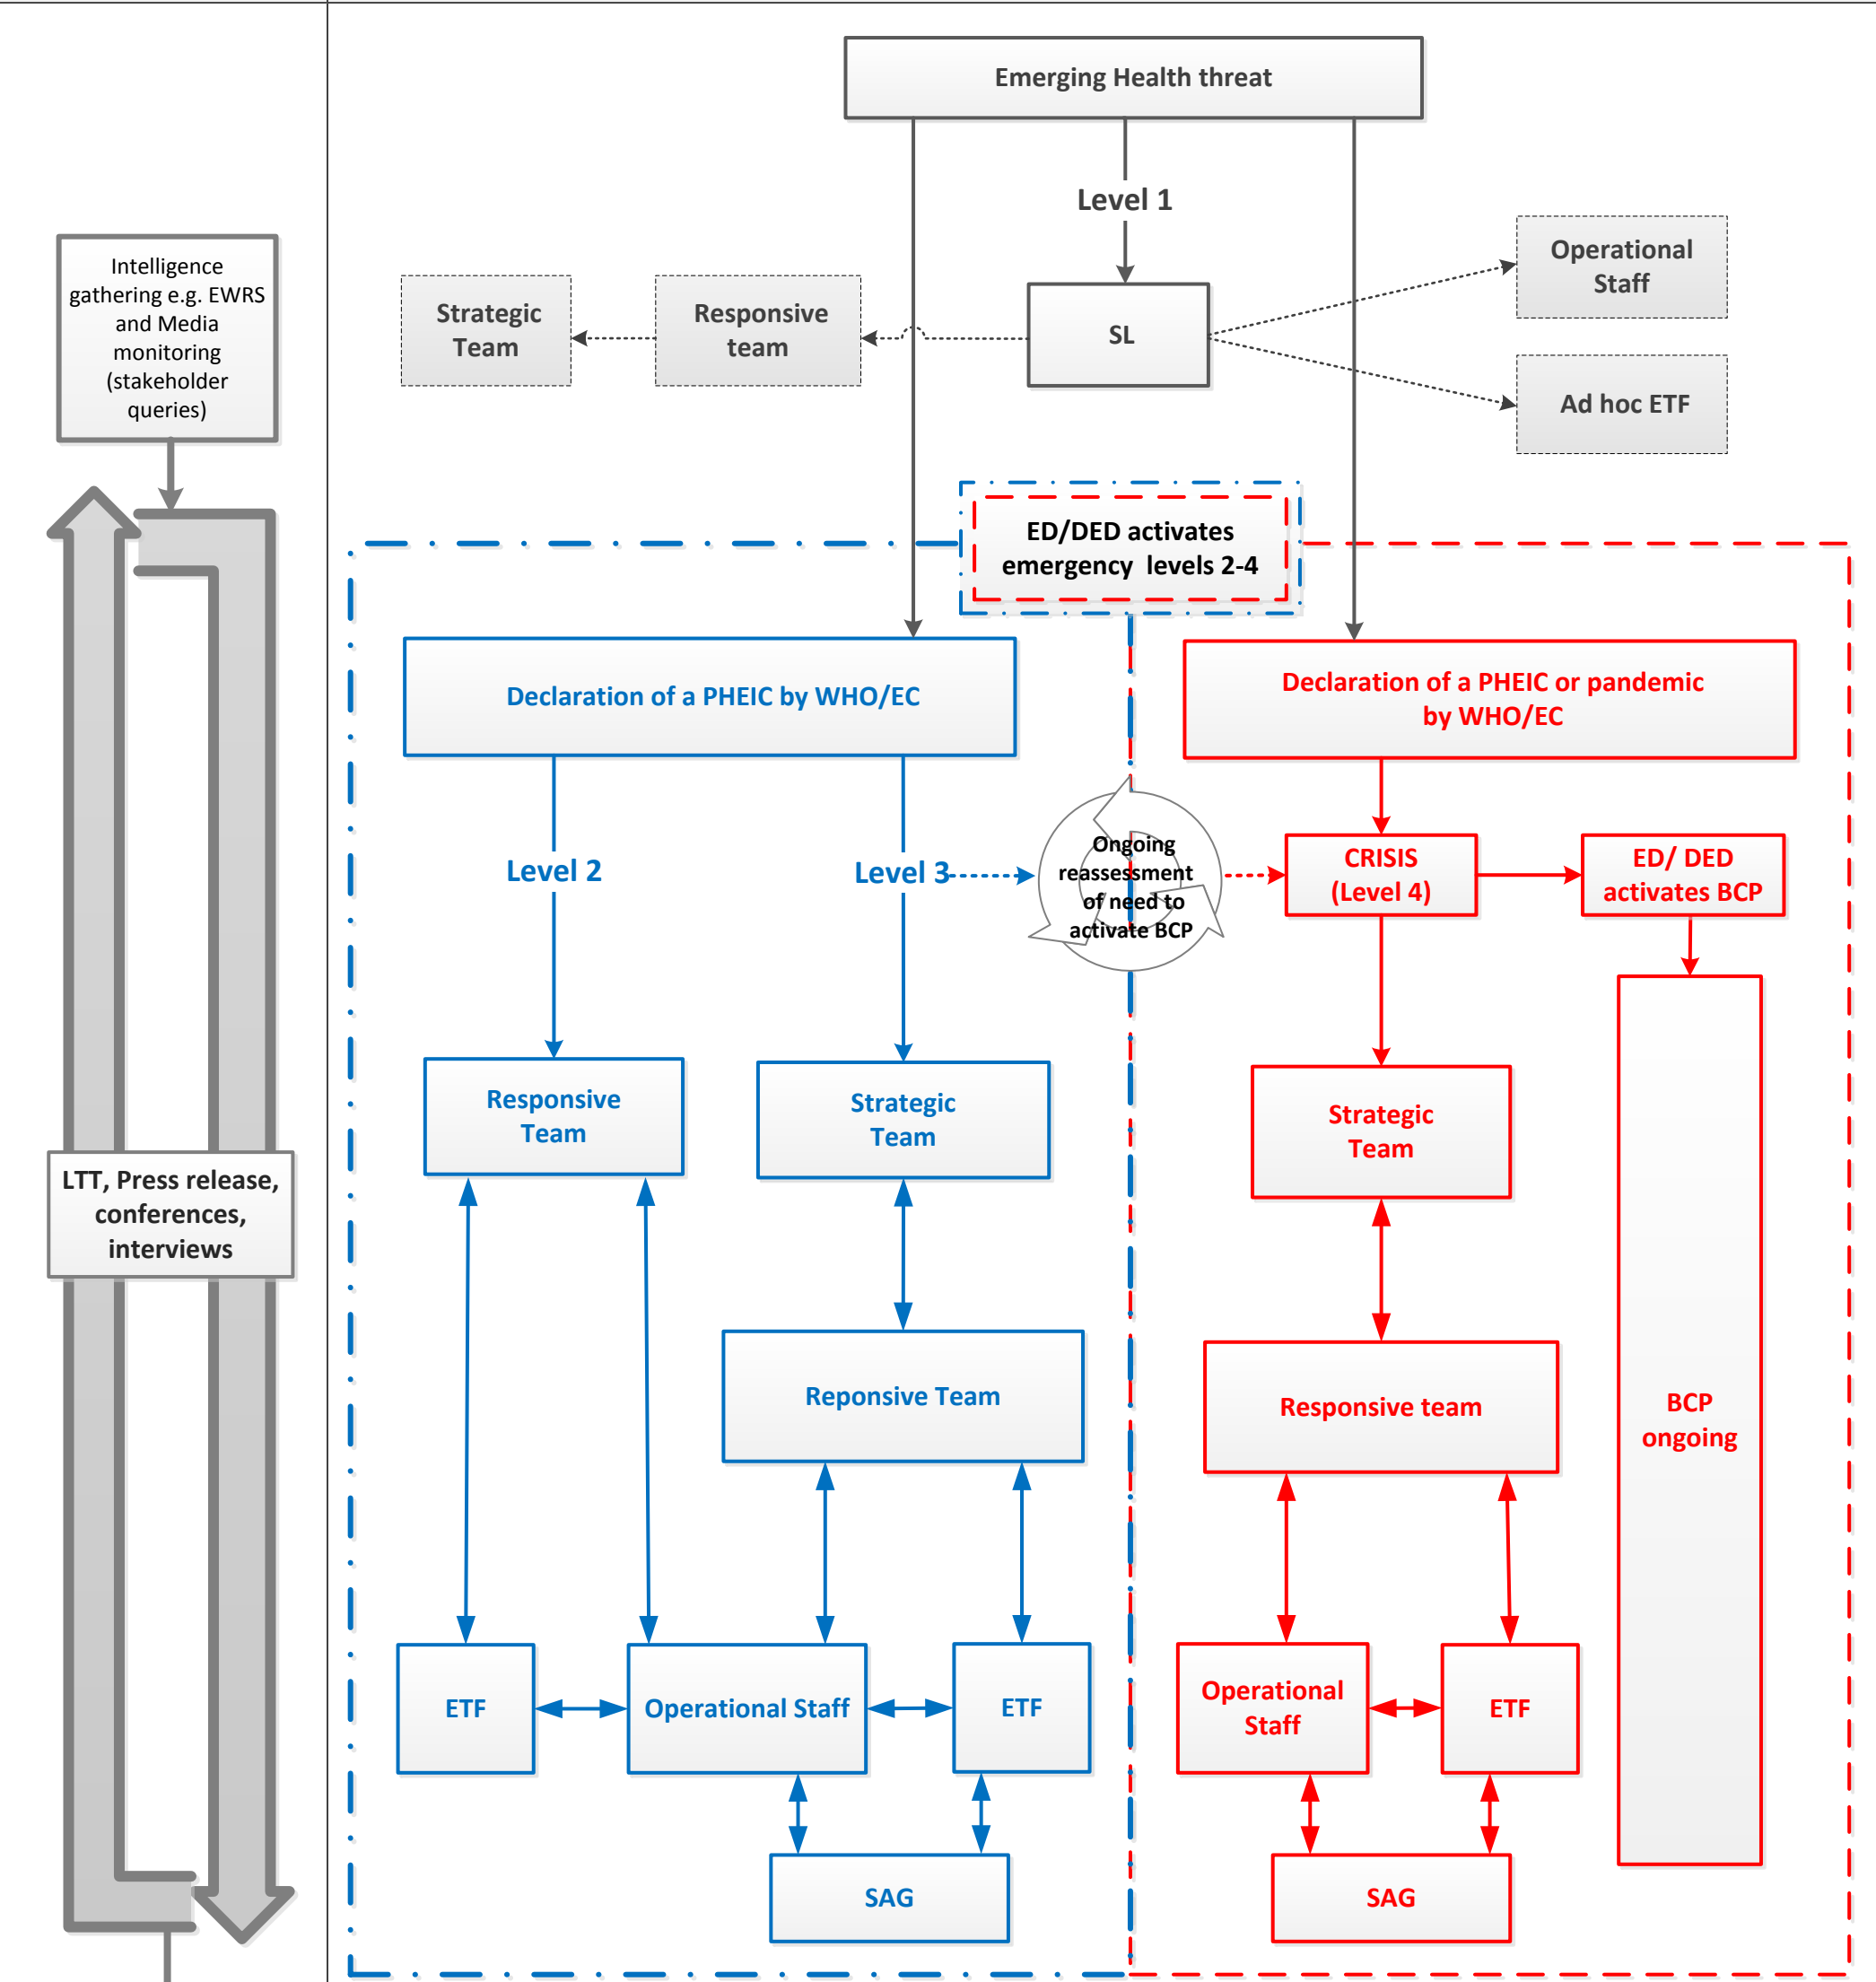 Emerging Health threat
Level 1
Intelligence
gathering e.g. EWRS
and Media
monitoring
(stakeholder
queries)
Strategic
Team
Responsive
team
SL
Operational
Staff
Ad hoc ETF
ED/DED activates
emergency levels 2-4
Declaration of a PHEIC by WHO/EC
Declaration of a PHEIC or pandemic
by WHO/EC
Level 2
Level 3
Ongoing
reassessment
of need to
activate BCP
CRISIS
(Level 4)
ED/ DED
activates BCP
Responsive
Team
Strategic
Team
Strategic
Team
LTT, Press release,
conferences,
interviews
Reponsive Team
Responsive team
BCP
ongoing
ETF
Operational Staff
ETF
Operational
Staff
ETF
SAG
SAG